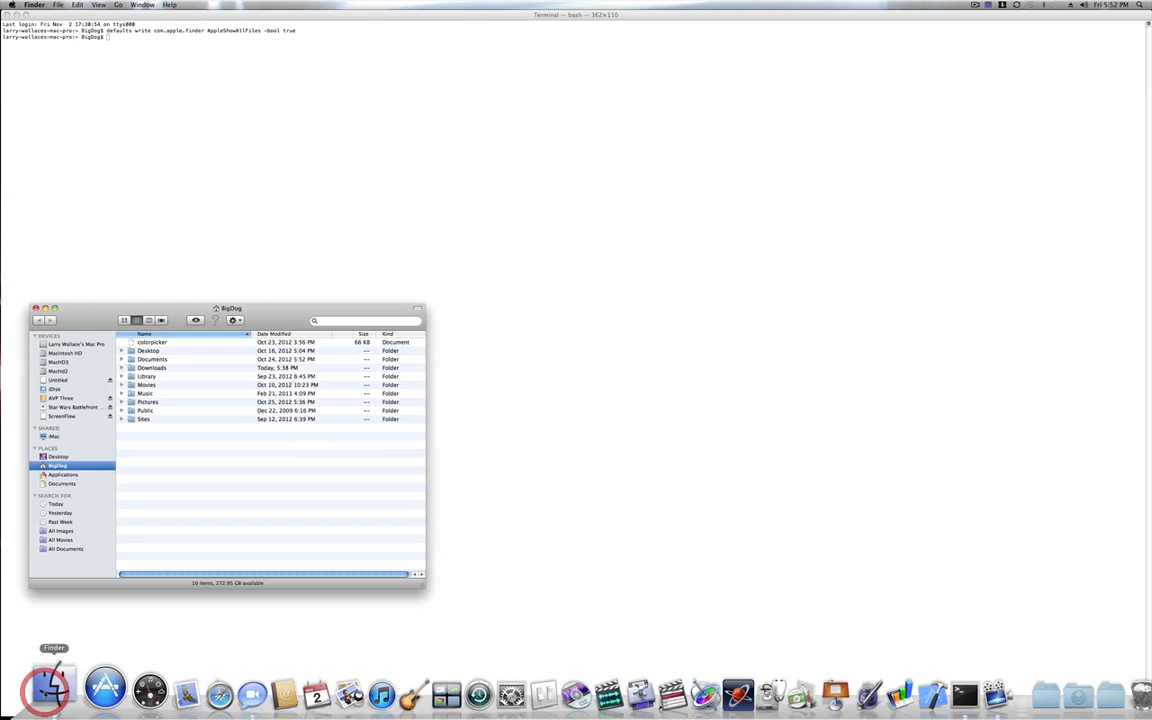 Finder File Edit View Go Window Help
Fri 5:52 PM
Terminal — bash — 362×110
Last login: Fri Nov 2 17:30:54 on ttys000
larry-wallaces-mac-pro:~ BigDog$ defaults write com.apple.finder AppleShowAllFiles -bool true
larry-wallaces-mac-pro:~ BigDog$
BigDog
Name Date Modified Size Kind
colorpicker Oct 23, 2012 3:56 PM 66 KB Document
Desktop Oct 16, 2012 5:04 PM -- Folder
Documents Oct 24, 2012 5:52 PM -- Folder
Downloads Today, 5:38 PM -- Folder
Library Sep 23, 2012 6:45 PM -- Folder
Movies Oct 10, 2012 10:23 PM -- Folder
Music Feb 21, 2011 4:09 PM -- Folder
Pictures Oct 25, 2012 5:36 PM -- Folder
Public Dec 22, 2009 6:16 PM -- Folder
Sites Sep 12, 2012 6:39 PM -- Folder
DEVICES
Larry Wallace's Mac Pro
Macintosh HD
MacHD3
MacHd2
Untitled
iDisk
AVP Three
Star Wars Battlefront ...
ScreenFlow
SHARED
iMac
PLACES
Desktop
BigDog
Applications
Documents
SEARCH FOR
Today
Yesterday
Past Week
All Images
All Movies
All Documents
10 items, 272.95 GB available
Finder